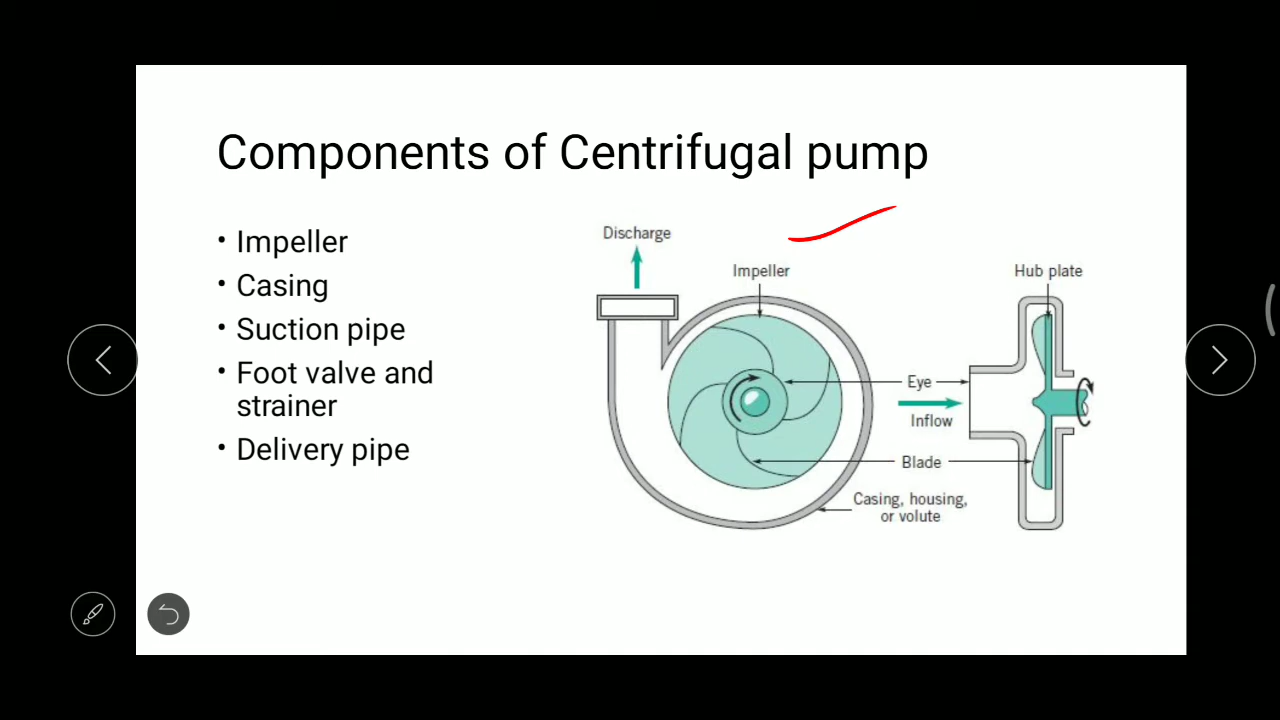 Components of Centrifugal pump
• Impeller
• Casing
• Suction pipe
• Foot valve and
strainer
• Delivery pipe
Discharge
Impeller
Hub plate
Eye
Inflow
Blade
Casing, housing,
or volute